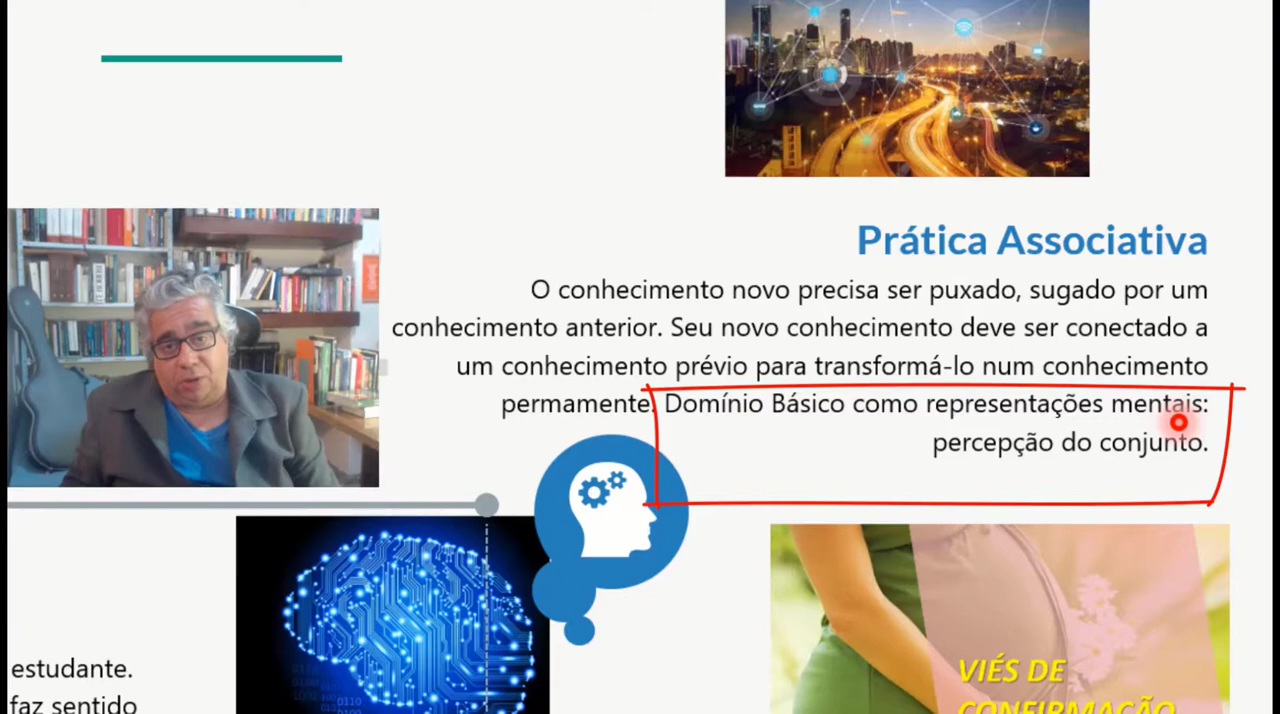 Prática Associativa
O conhecimento novo precisa ser puxado, sugado por um
conhecimento anterior. Seu novo conhecimento deve ser conectado a
um conhecimento prévio para transformá-lo num conhecimento
permamente. Domínio Básico como representações mentais:
percepção do conjunto.
estudante.
faz sentido
VIÉS DE
CONFIRMAÇÃO